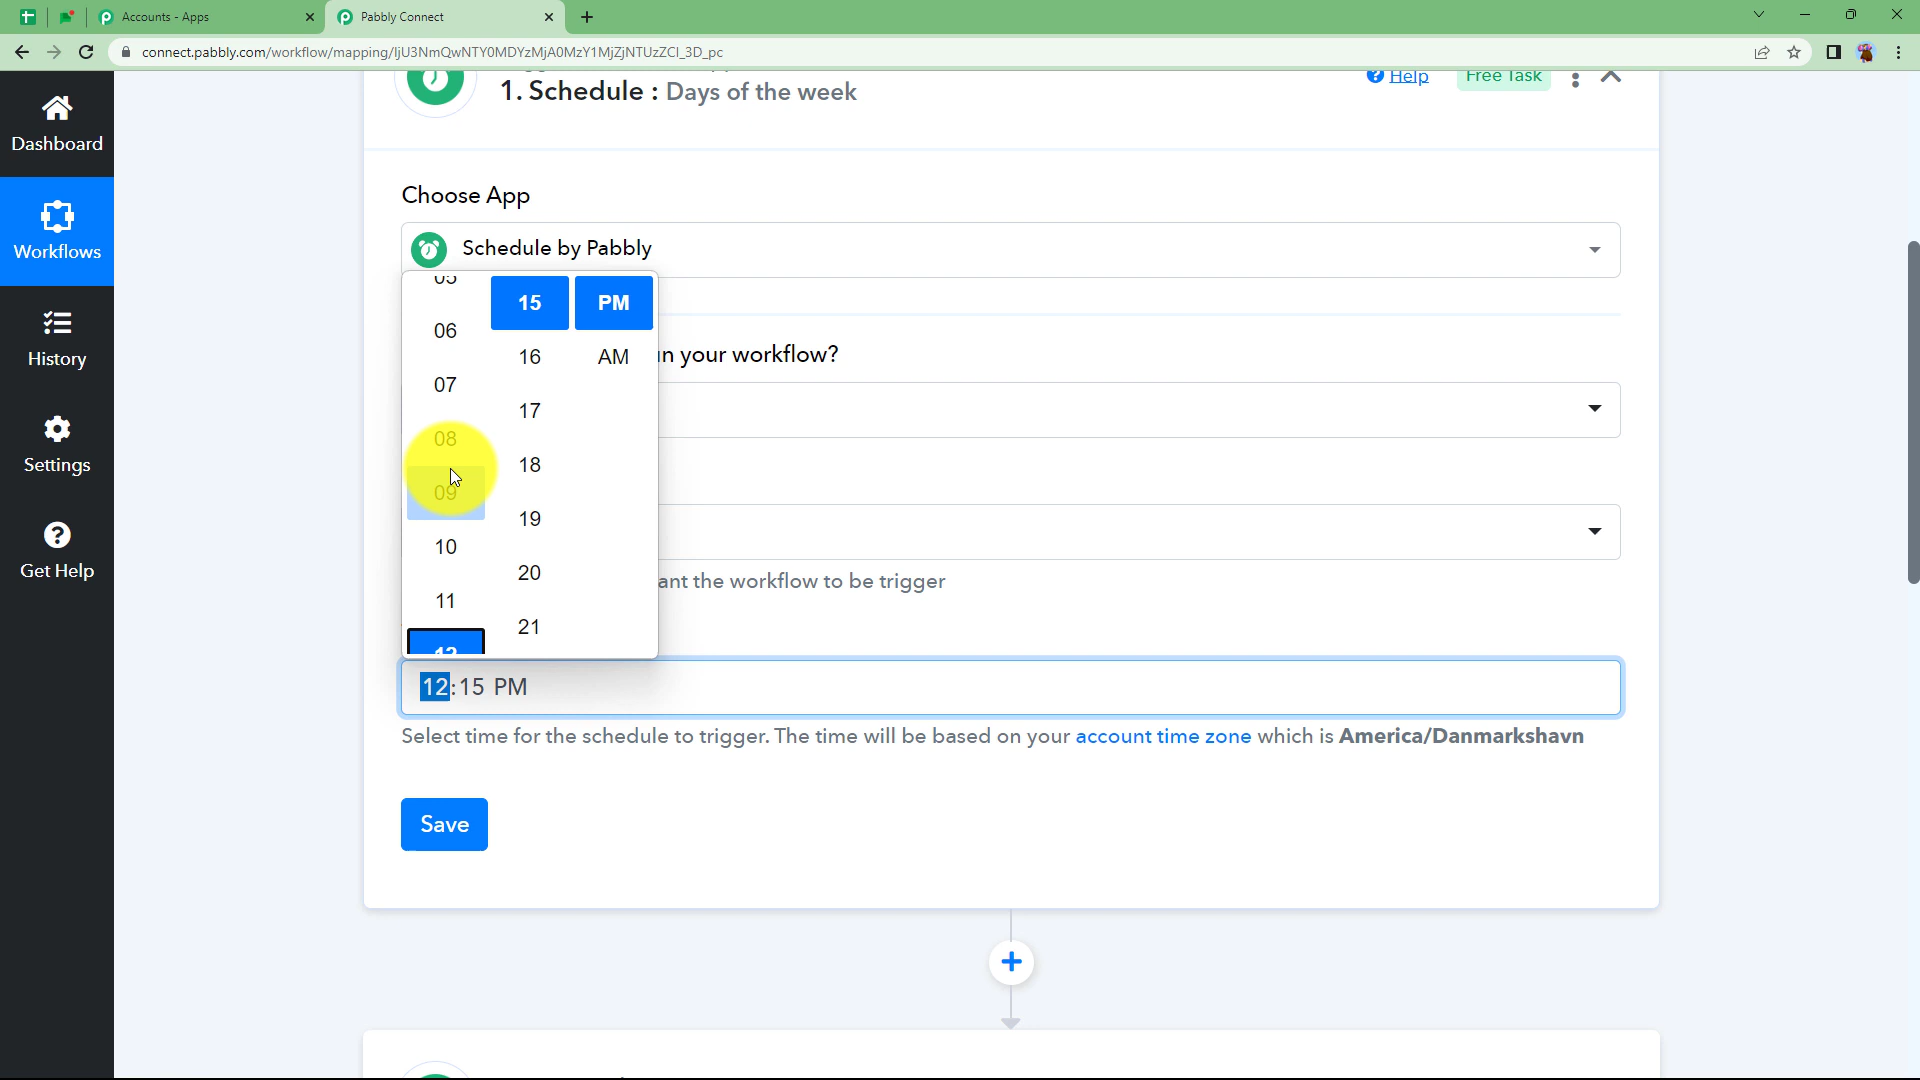 Accounts - Apps
Pabbly Connect
connect.pabbly.com/workflow/mapping/IjU3NmQwNTY0MDYzMjA0MzY1MjZjNTUzZCI_3D_pc
Dashboard
Workflows
History
Settings
Get Help
1. Schedule : Days of the week
Help
Free Task
Choose App
Schedule by Pabbly
in your workflow?
ant the workflow to be trigger
05
06
07
08
09
10
11
12
15
16
17
18
19
20
21
PM
AM
12:15 PM
Select time for the schedule to trigger. The time will be based on your account time zone which is America/Danmarkshavn
Save